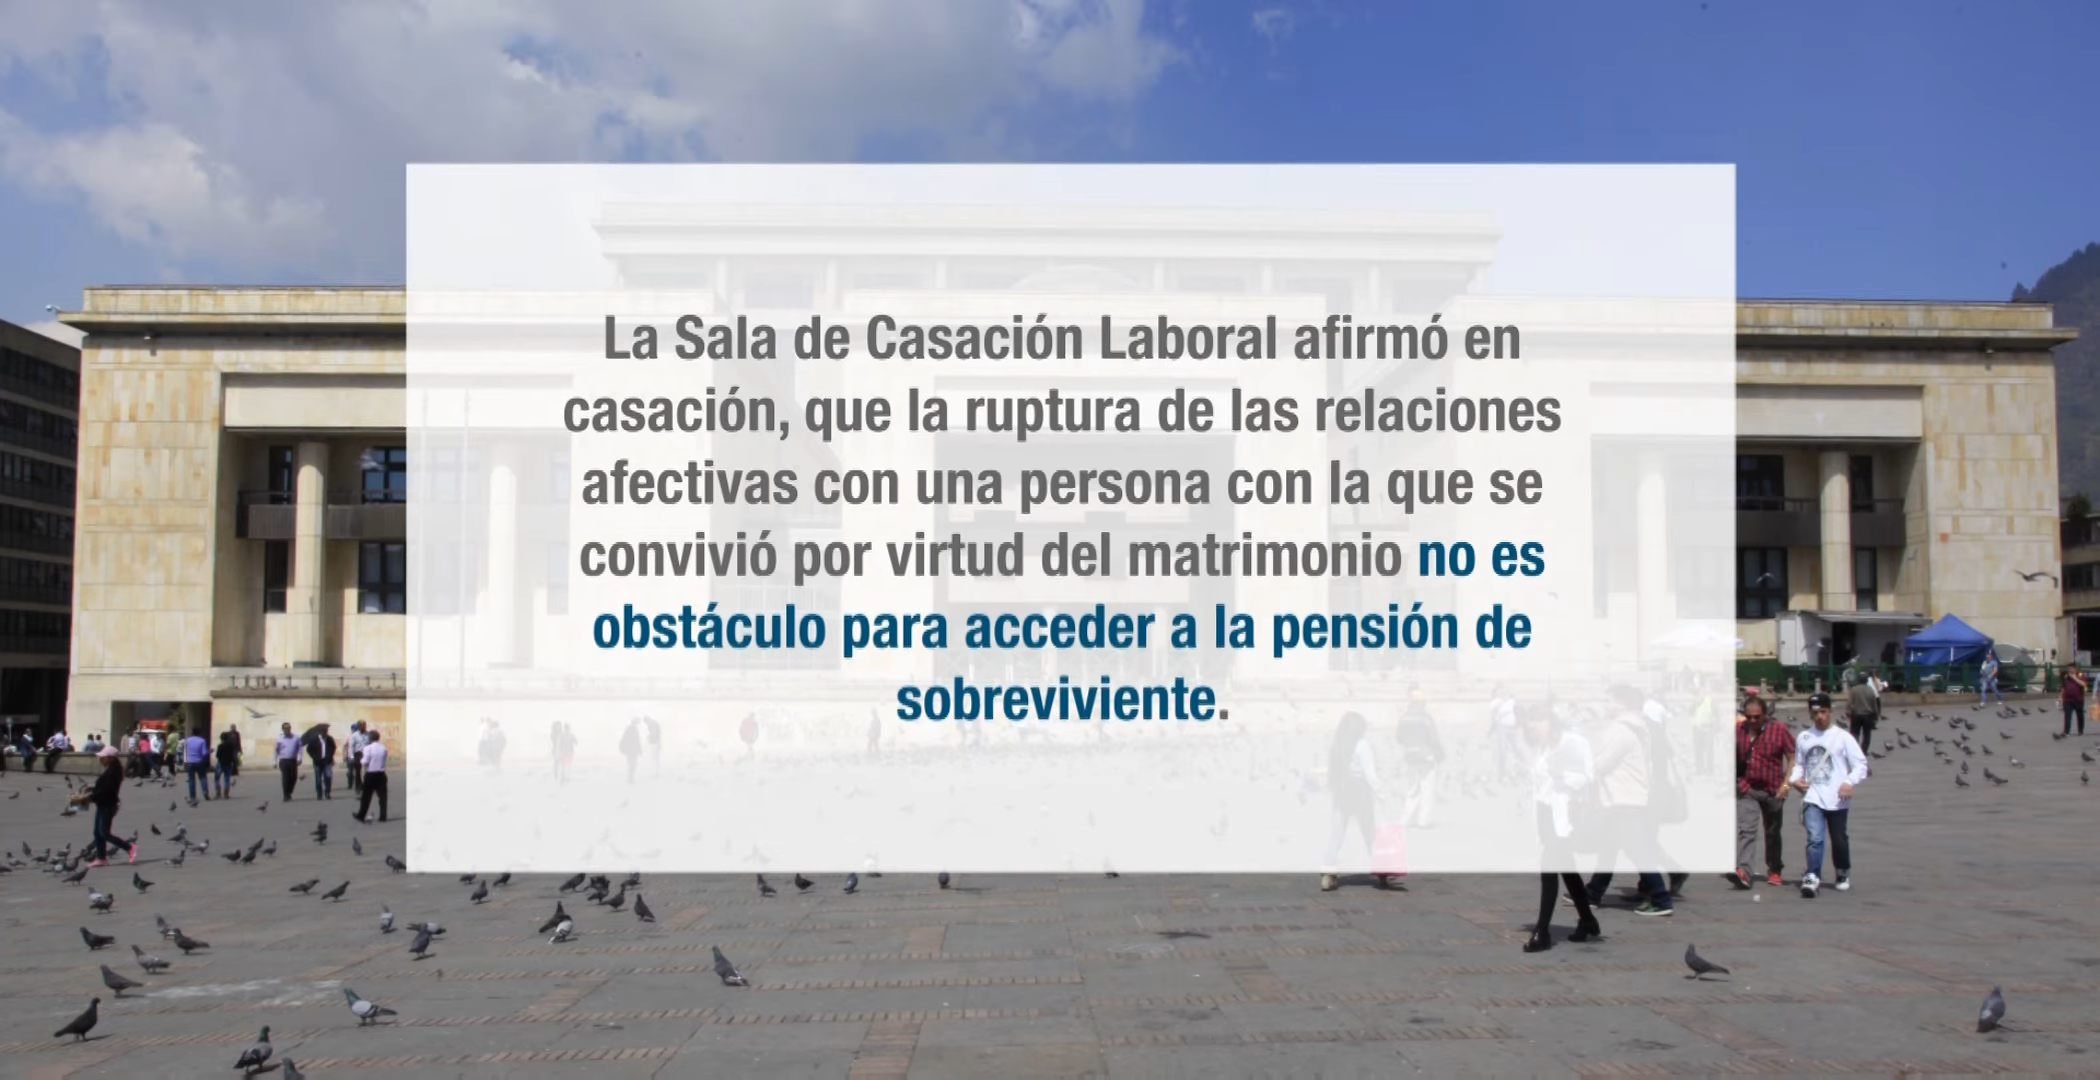 La Sala de Casación Laboral afirmó en
casación, que la ruptura de las relaciones
afectivas con una persona con la que se
convivió por virtud del matrimonio no es
obstáculo para acceder a la pensión de
sobreviviente.